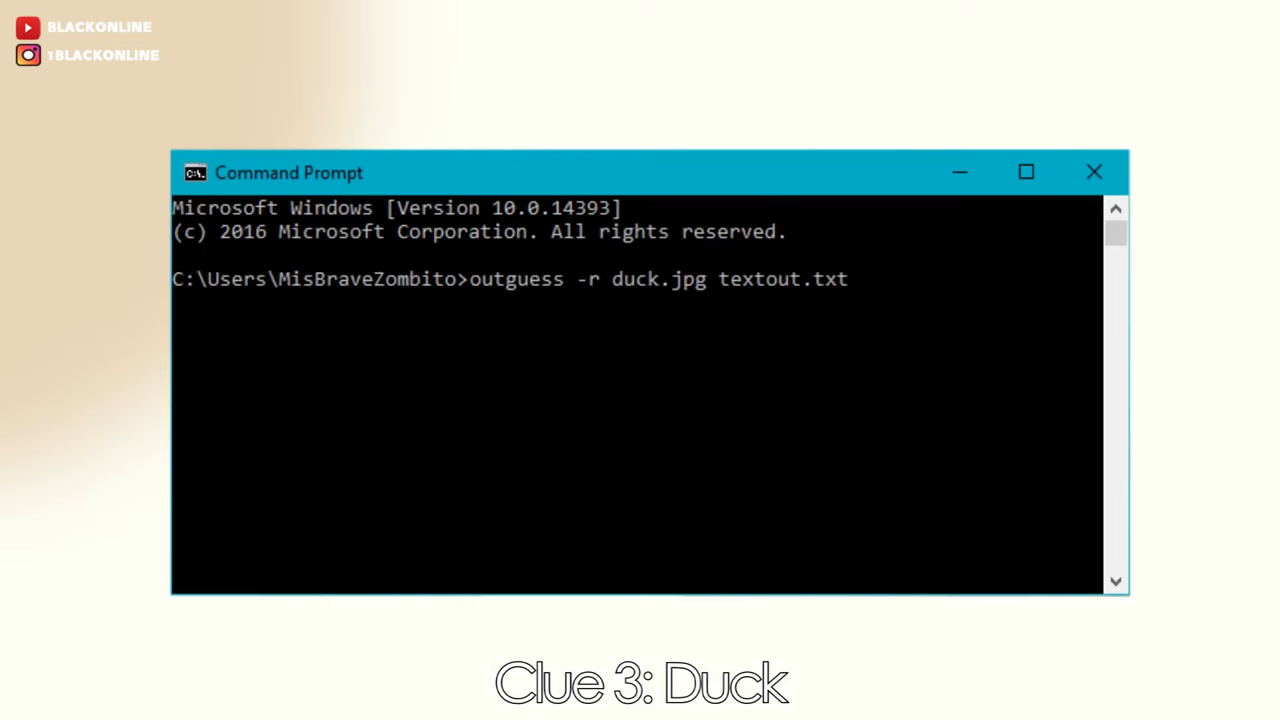 BLACKONLINE
1BLACKONLINE
Command Prompt
Microsoft Windows [Version 10.0.14393]
(c) 2016 Microsoft Corporation. All rights reserved.
C:\Users\MisBraveZombito>outguess -r duck.jpg textout.txt
Clue 3: Duck